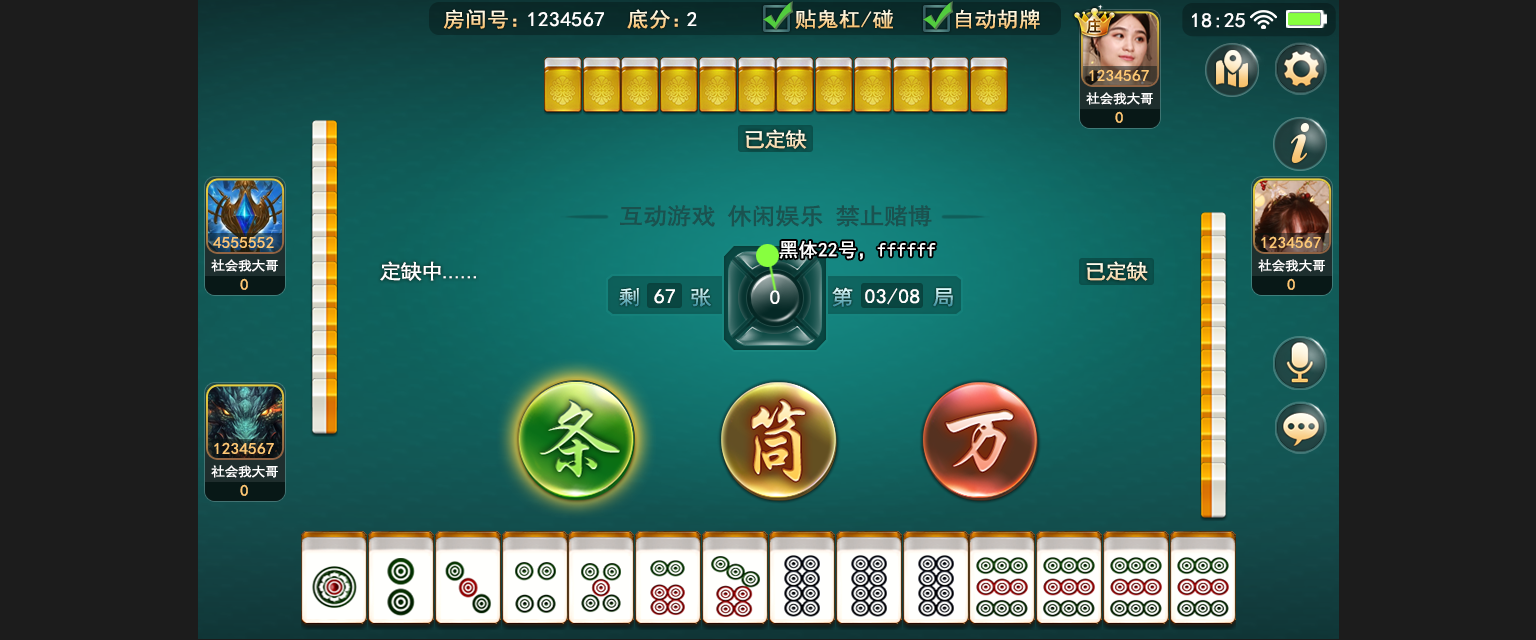 房间号：1234567 底分：2
贴鬼杠/碰
自动胡牌
庄
1234567
社会我大哥
0
18:25
已定缺
4555552
社会我大哥
0
互动游戏 休闲娱乐 禁止赌博
黑体22号，ffffff
定缺中......
已定缺
1234567
社会我大哥
0
剩 67 张
0
第 03/08 局
条
筒
万
1234567
社会我大哥
0